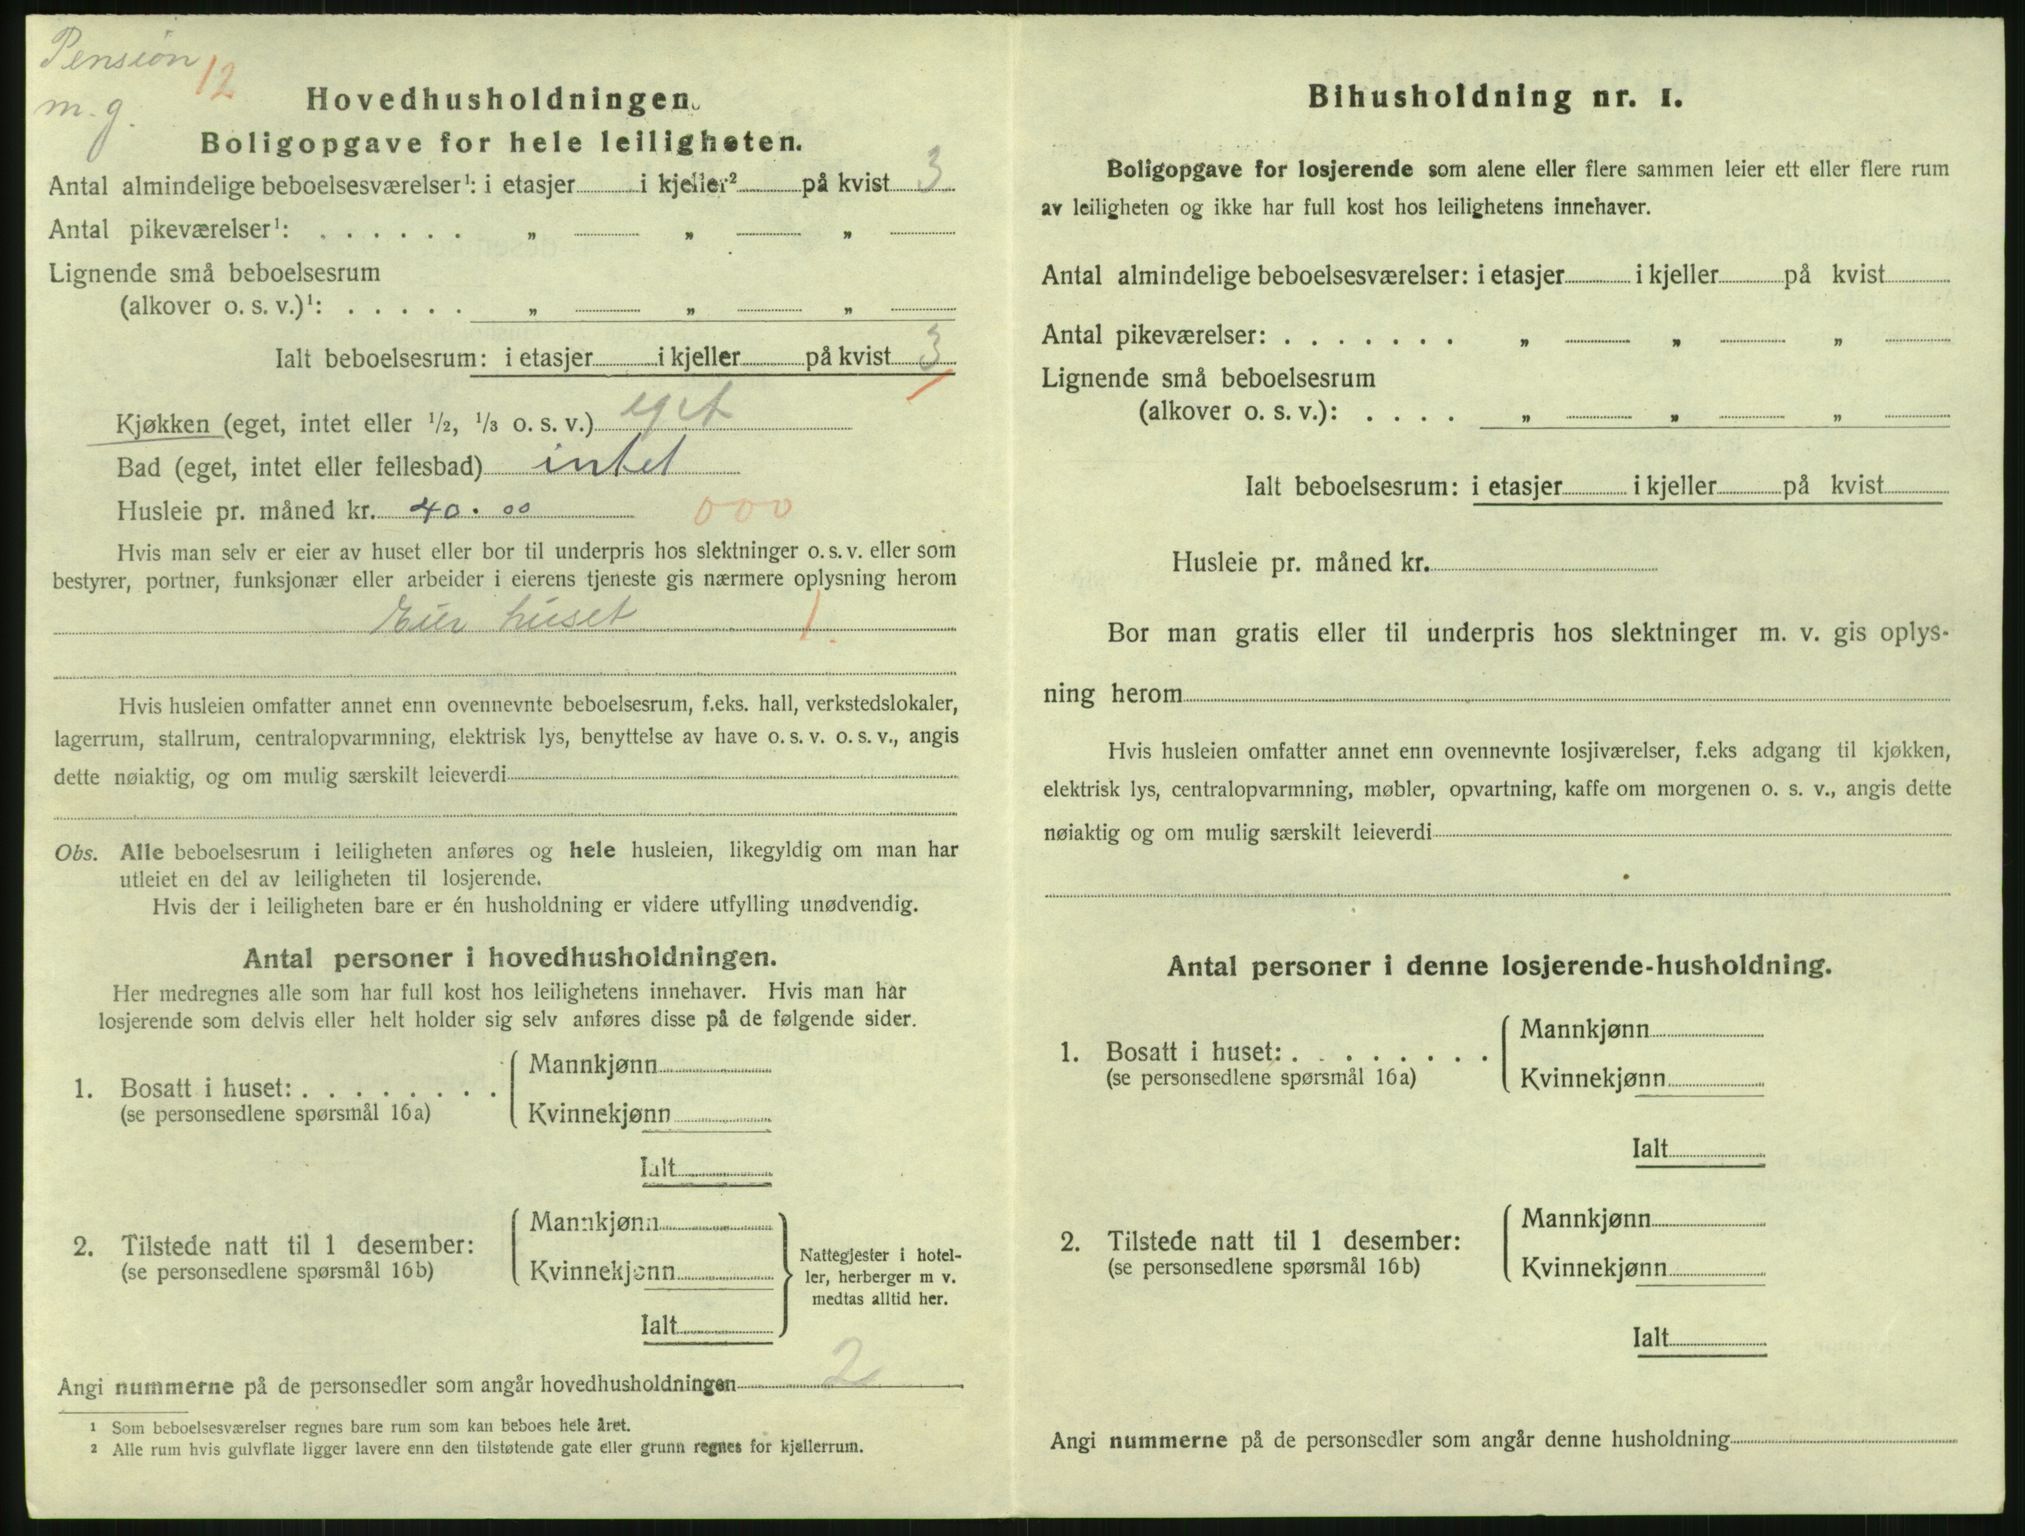 Pension
12
m. g.
Hovedhusholdningen.
Boligopgave for hele leiligheten.
Antal almindelige beboelsesværelser¹: i etasjer i kjeller² på kvist 3
Antal pikeværelser¹: . . . . . . „ „ „
Lignende små beboelsesrum
(alkover o. s. v.)¹: . . . . . „ „ „
Ialt beboelsesrum: i etasjer i kjeller på kvist 3
Kjøkken (eget, intet eller 1/2, 1/3 o. s. v.) eget
Bad (eget, intet eller fellesbad) intet
Husleie pr. måned kr. 40.00 000
Hvis man selv er eier av huset eller bor til underpris hos slektninger o. s. v. eller som
bestyrer, portner, funksjonær eller arbeider i eierens tjeneste gis nærmere oplysning herom
Eier huset 1.
Hvis husleien omfatter annet enn ovennevnte beboelsesrum, f.eks. hall, verkstedslokaler,
lagerrum, stallrum, centralopvarmning, elektrisk lys, benyttelse av have o. s. v. o. s. v., angis
dette nøiaktig, og om mulig særskilt leieverdi
Obs. Alle beboelsesrum i leiligheten anføres og hele husleien, likegyldig om man har
utleiet en del av leiligheten til losjerende.
Hvis der i leiligheten bare er én husholdning er videre utfylling unødvendig.
Antal personer i hovedhusholdningen.
Her medregnes alle som har full kost hos leilighetens innehaver. Hvis man har
losjerende som delvis eller helt holder sig selv anføres disse på de følgende sider.
1. Bosatt i huset: . . . . . . . . Mannkjønn
(se personsedlene spørsmål 16a) Kvinnekjønn
Ialt
2. Tilstede natt til 1 desember: Mannkjønn
(se personsedlene spørsmål 16b) Kvinnekjønn
Ialt
Nattegjester i hotel-
ler, herberger m v.
medtas alltid her.
Angi nummerne på de personsedler som angår hovedhusholdningen 2
¹ Som beboelsesværelser regnes bare rum som kan beboes hele året.
² Alle rum hvis gulvflate ligger lavere enn den tilstøtende gate eller grunn regnes for kjellerrum.
Bihusholdning nr. 1.
Boligopgave for losjerende som alene eller flere sammen leier ett eller flere rum
av leiligheten og ikke har full kost hos leilighetens innehaver.
Antal almindelige beboelsesværelser: i etasjer i kjeller på kvist
Antal pikeværelser: . . . . . . . „ „ „
Lignende små beboelsesrum
(alkover o. s. v.): . . . . „ „ „
Ialt beboelsesrum: i etasjer i kjeller på kvist
Husleie pr. måned kr.
Bor man gratis eller til underpris hos slektninger m. v. gis oplys-
ning herom
Hvis husleien omfatter annet enn ovennevnte losjiværelser, f.eks adgang til kjøkken,
elektrisk lys, centralopvarmning, møbler, opvartning, kaffe om morgenen o. s. v., angis dette
nøiaktig og om mulig særskilt leieverdi
Antal personer i denne losjerende-husholdning.
1. Bosatt i huset: . . . . . . . . Mannkjønn
(se personsedlene spørsmål 16a) Kvinnekjønn
Ialt
2. Tilstede natt til 1 desember: Mannkjønn
(se personsedlene spørsmål 16b) Kvinnekjønn
Ialt
Angi nummerne på de personsedler som angår denne husholdning